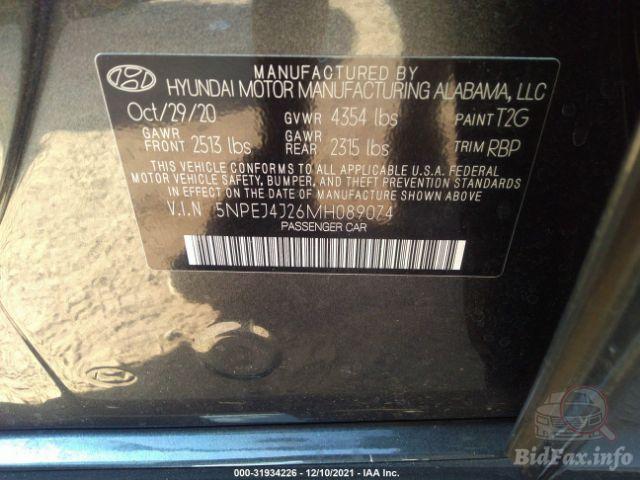 MANUFACTURED BY
HYUNDAI MOTOR MANUFACTURING ALABAMA, LLC
Oct/29/20 GVWR 4354 lbs PAINT T2G
GAWR FRONT 2513 lbs GAWR REAR 2315 lbs TRIM RBP
THIS VEHICLE CONFORMS TO ALL APPLICABLE U.S.A. FEDERAL
MOTOR VEHICLE SAFETY, BUMPER, AND THEFT PREVENTION STANDARDS
IN EFFECT ON THE DATE OF MANUFACTURE SHOWN ABOVE
V.I.N 5NPEJ4J26MH089074
PASSENGER CAR
BidFax.info
000-31934226 - 12/10/2021 - IAA Inc.